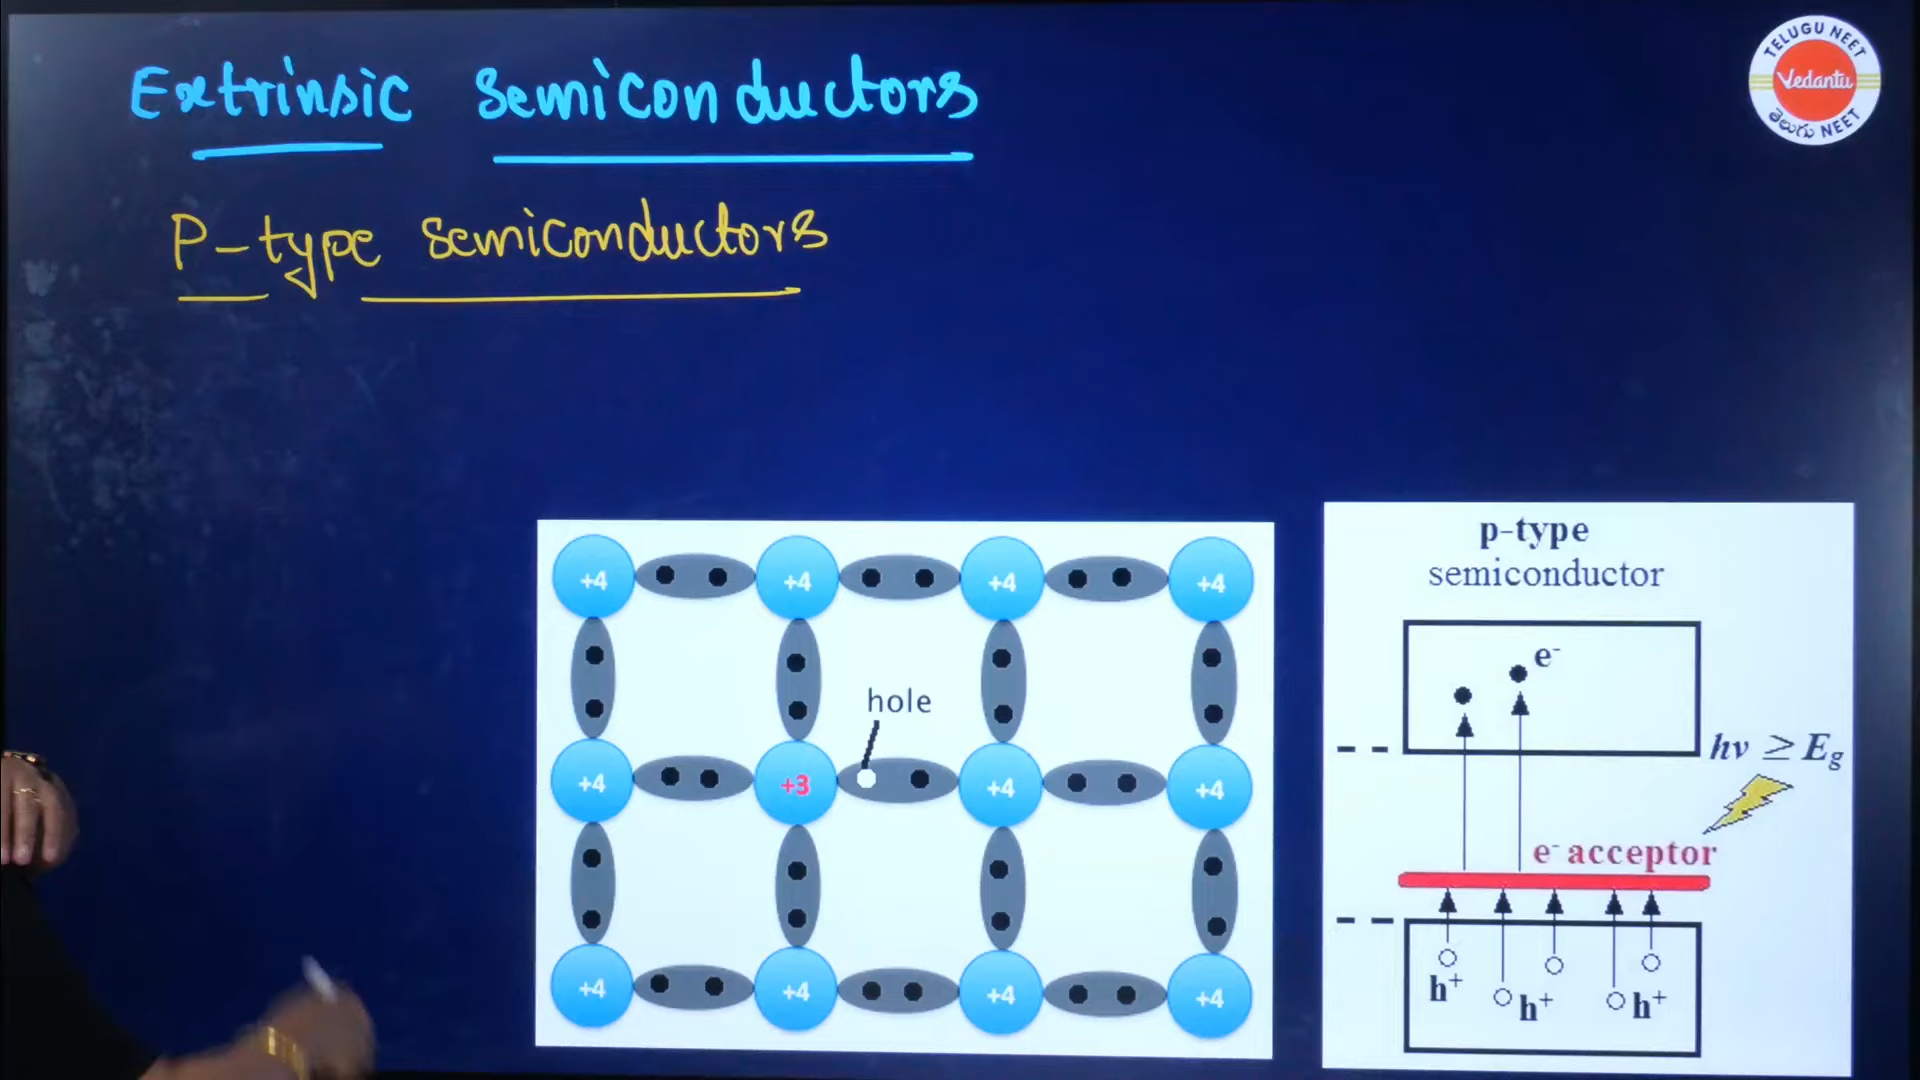 Extrinsic semiconductors
TELUGU NEET
Vedantu
తెలుగు NEET
P-type semiconductors
+4 +4 +4 +4
hole
+4 +3 +4 +4
+4 +4 +4 +4
p-type
semiconductor
e⁻
hν ≥ Eg
e⁻ acceptor
h⁺ h⁺ h⁺